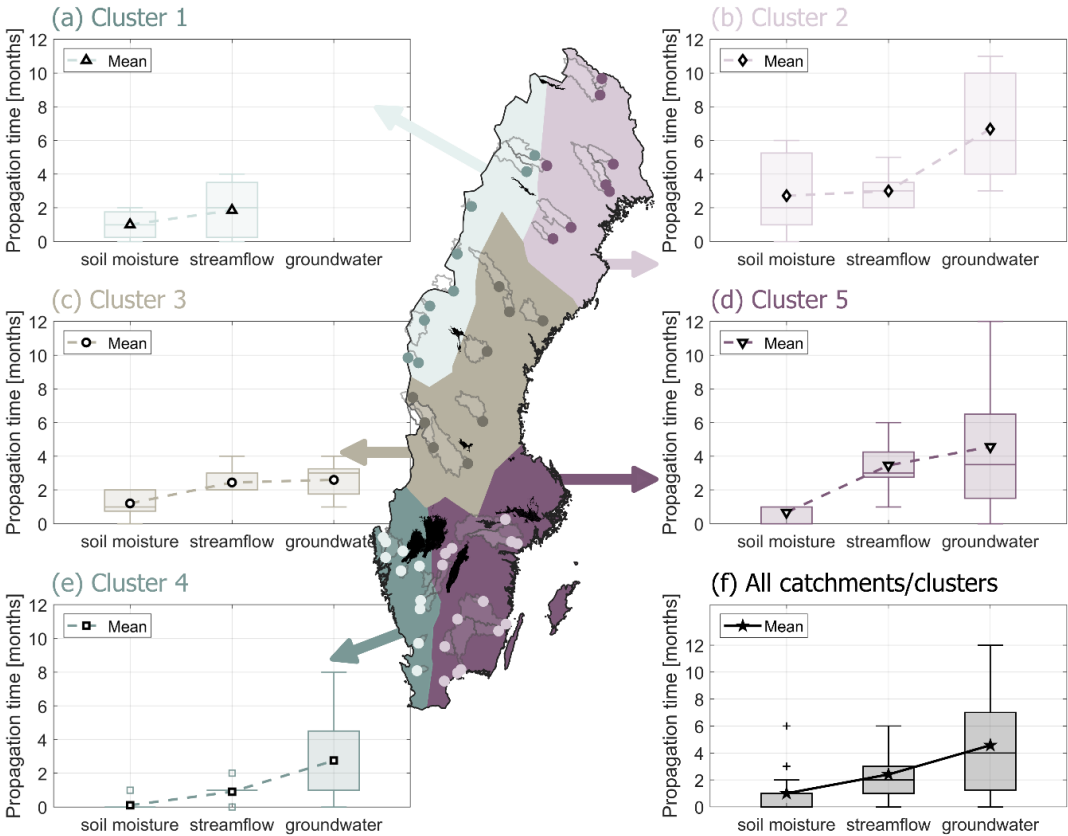 (a) Cluster 1
Propagation time [months]
12
10
8
6
4
2
0
Mean
soil moisture streamflow groundwater
(b) Cluster 2
Propagation time [months]
12
10
8
6
4
2
0
Mean
soil moisture streamflow groundwater
(c) Cluster 3
Propagation time [months]
12
10
8
6
4
2
0
Mean
soil moisture streamflow groundwater
(d) Cluster 5
Propagation time [months]
12
10
8
6
4
2
0
Mean
soil moisture streamflow groundwater
(e) Cluster 4
Propagation time [months]
12
10
8
6
4
2
0
Mean
soil moisture streamflow groundwater
(f) All catchments/clusters
Propagation time [months]
12
10
8
6
4
2
0
Mean
soil moisture streamflow groundwater